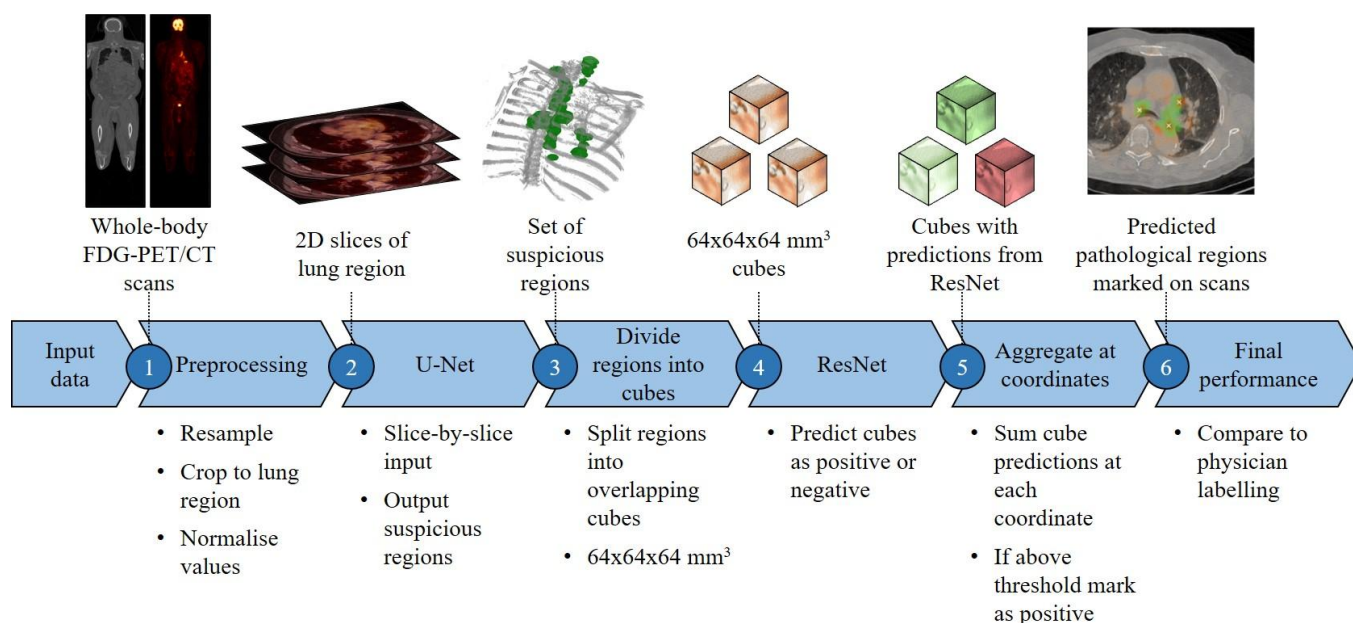 Whole-body
FDG-PET/CT
scans
2D slices of
lung region
Set of
suspicious
regions
64x64x64 mm³
cubes
Cubes with
predictions from
ResNet
Predicted
pathological regions
marked on scans
Input
data
1
Preprocessing
2
U-Net
3
Divide
regions into
cubes
4
ResNet
5
Aggregate at
coordinates
6
Final
performance
• Resample
• Crop to lung
region
• Normalise
values
• Slice-by-slice
input
• Output
suspicious
regions
• Split regions
into
overlapping
cubes
• 64x64x64 mm³
• Predict cubes
as positive or
negative
• Sum cube
predictions at
each
coordinate
• If above
threshold mark
as positive
• Compare to
physician
labelling